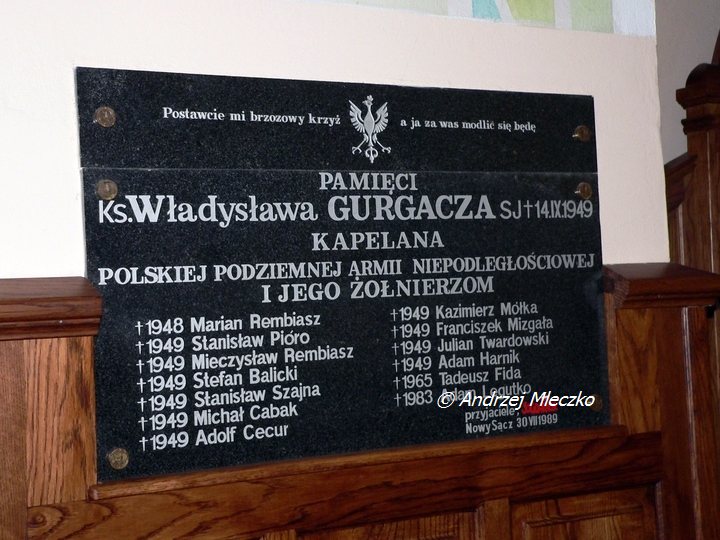 Postawcie mi brzozowy krzyż a ja za was modlić się będę
PAMIĘCI
Ks. Władysława GURGACZA SJ †14.IX.1949
KAPELANA
POLSKIEJ PODZIEMNEJ ARMII NIEPODLEGŁOŚCIOWEJ
I JEGO ŻOŁNIERZOM
†1948 Marian Rembiasz
†1949 Stanisław Pióro
†1949 Mieczysław Rembiasz
†1949 Stefan Balicki
†1949 Stanisław Szajna
†1949 Michał Cabak
†1949 Adolf Cecur
†1949 Kazimierz Mółka
†1949 Franciszek Mizgała
†1949 Julian Twardowski
†1949 Adam Harnik
†1965 Tadeusz Fida
†1983 Legutko
© Andrzej Mleczko
przyjaciele,
Nowy Sącz 30 VII 1989